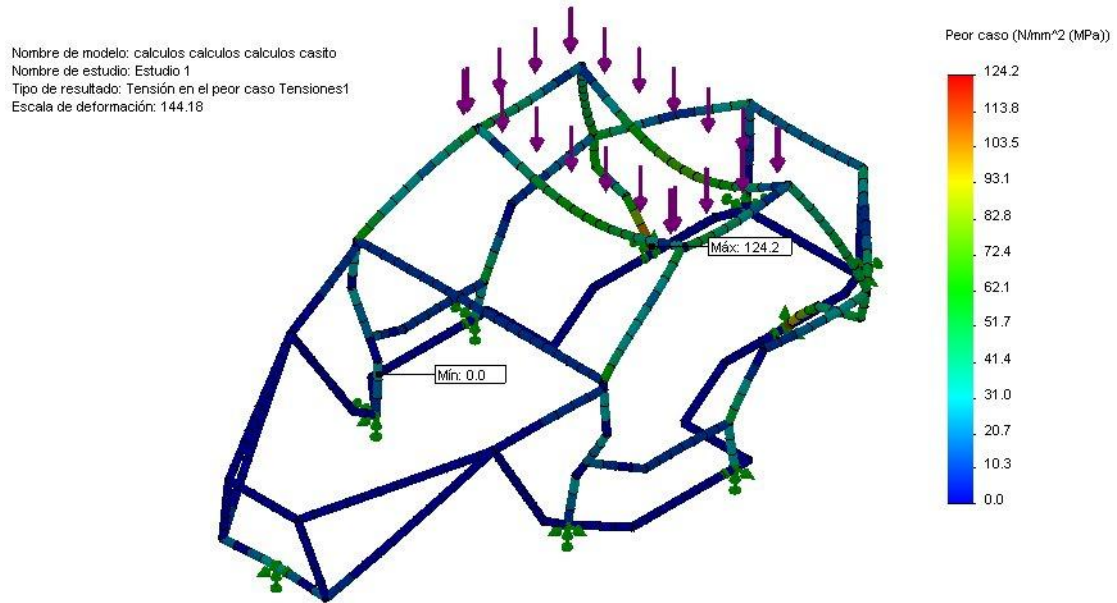 Nombre de modelo: calculos calculos calculos casito
Nombre de estudio: Estudio 1
Tipo de resultado: Tensión en el peor caso Tensiones1
Escala de deformación: 144.18
Peor caso (N/mm^2 (MPa))
124.2
113.8
103.5
93.1
82.8
72.4
62.1
51.7
41.4
31.0
20.7
10.3
0.0
Máx: 124.2
Mín: 0.0